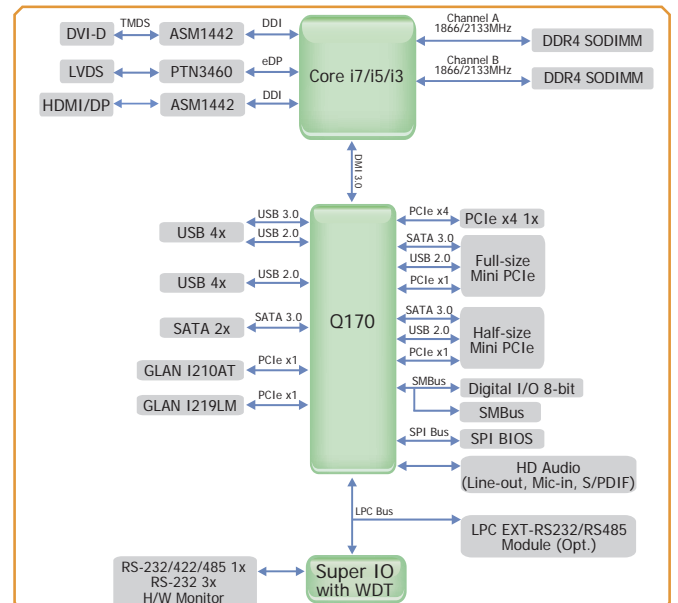 DVI-D
TMDS
ASM1442
DDI
LVDS
PTN3460
eDP
HDMI/DP
ASM1442
DDI
Core i7/i5/i3
Channel A
1866/2133MHz
DDR4 SODIMM
Channel B
1866/2133MHz
DDR4 SODIMM
DMI 3.0
USB 4x
USB 3.0
USB 2.0
USB 4x
USB 2.0
SATA 2x
SATA 3.0
GLAN I210AT
PCIe x1
GLAN I219LM
PCIe x1
Q170
PCIe x4
PCIe x4 1x
SATA 3.0
USB 2.0
PCIe x1
Full-size
Mini PCIe
SATA 3.0
USB 2.0
PCIe x1
Half-size
Mini PCIe
SMBus
Digital I/O 8-bit
SMBus
SPI Bus
SPI BIOS
HD Audio
(Line-out, Mic-in, S/PDIF)
LPC Bus
LPC EXT-RS232/RS485
Module (Opt.)
RS-232/422/485 1x
RS-232 3x
H/W Monitor
Super IO
with WDT